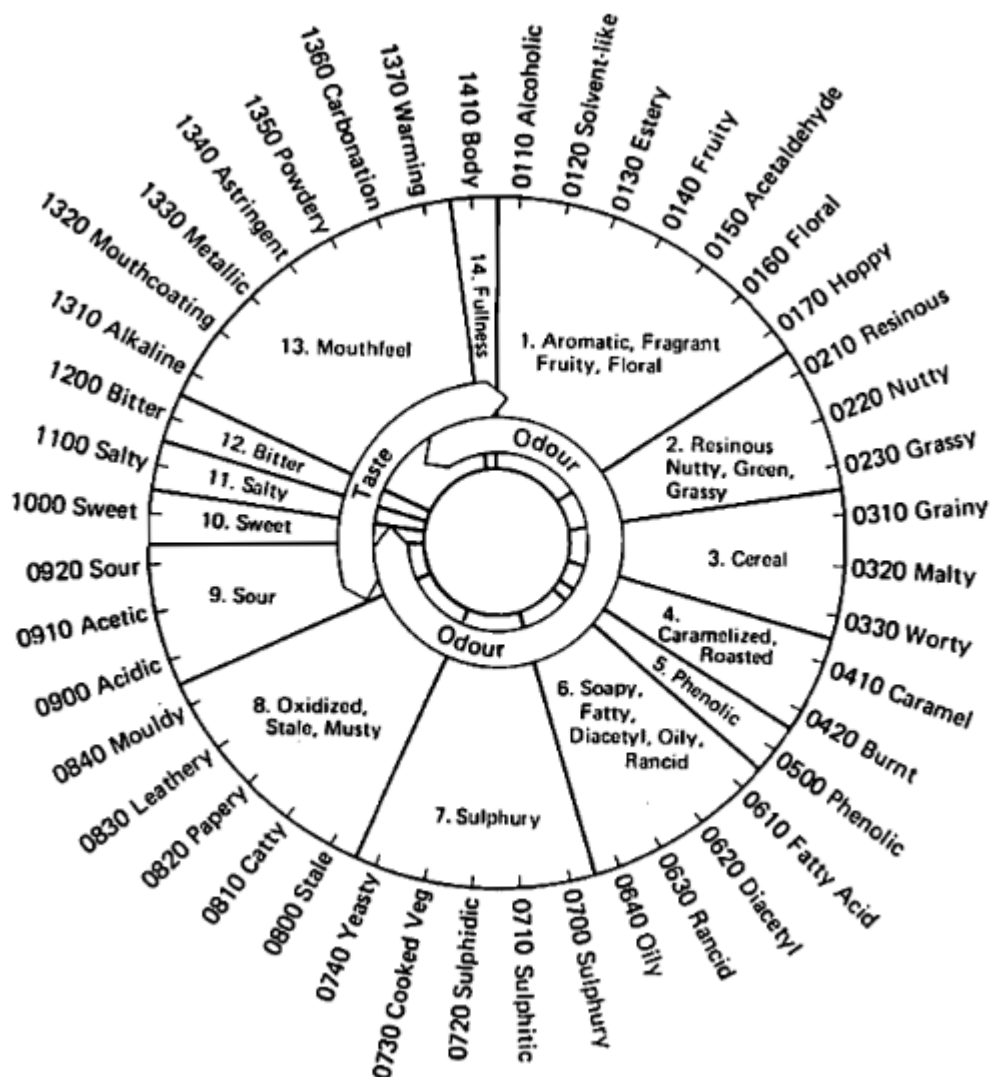 0110 Alcoholic
0120 Solvent-like
0130 Estery
0140 Fruity
0150 Acetaldehyde
0160 Floral
0170 Hoppy
0210 Resinous
0220 Nutty
0230 Grassy
0310 Grainy
0320 Malty
0330 Worty
0410 Caramel
0420 Burnt
0500 Phenolic
0610 Fatty Acid
0620 Diacetyl
0630 Rancid
0640 Oily
0700 Sulphury
0710 Sulphitic
0720 Sulphidic
0730 Cooked Veg
0740 Yeasty
0800 Stale
0810 Catty
0820 Papery
0830 Leathery
0840 Mouldy
0900 Acidic
0910 Acetic
0920 Sour
1000 Sweet
1100 Salty
1200 Bitter
1310 Alkaline
1320 Mouthcoating
1330 Metallic
1340 Astringent
1350 Powdery
1360 Carbonation
1370 Warming
1410 Body
1. Aromatic, Fragrant
Fruity, Floral
2. Resinous
Nutty, Green,
Grassy
3. Cereal
4.
Caramelized,
Roasted
5. Phenolic
6. Soapy,
Fatty,
Diacetyl, Oily,
Rancid
7. Sulphury
8. Oxidized,
Stale, Musty
9. Sour
10. Sweet
11. Salty
12. Bitter
13. Mouthfeel
14. Fullness
Taste
Odour
Odour